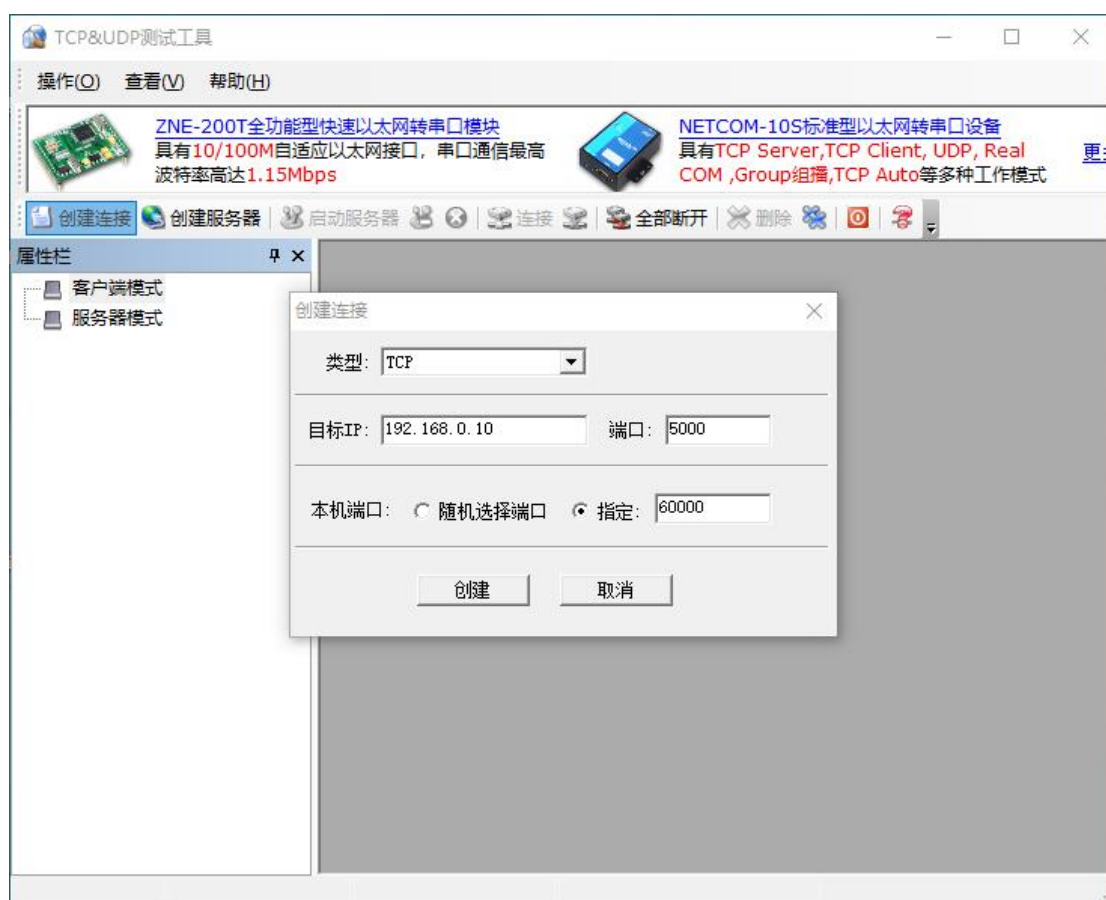 TCP&UDP测试工具
操作(O) 查看(V) 帮助(H)
ZNE-200T全功能型快速以太网转串口模块
具有10/100M自适应以太网接口，串口通信最高
波特率高达1.15Mbps
NETCOM-10S标准型以太网转串口设备
具有TCP Server,TCP Client, UDP, Real
COM ,Group组播,TCP Auto等多种工作模式
创建连接 创建服务器 启动服务器 连接 全部断开 删除
属性栏
客户端模式
服务器模式
创建连接
类型: TCP
目标IP: 192.168.0.10 端口: 5000
本机端口: 随机选择端口 指定: 60000
创建 取消